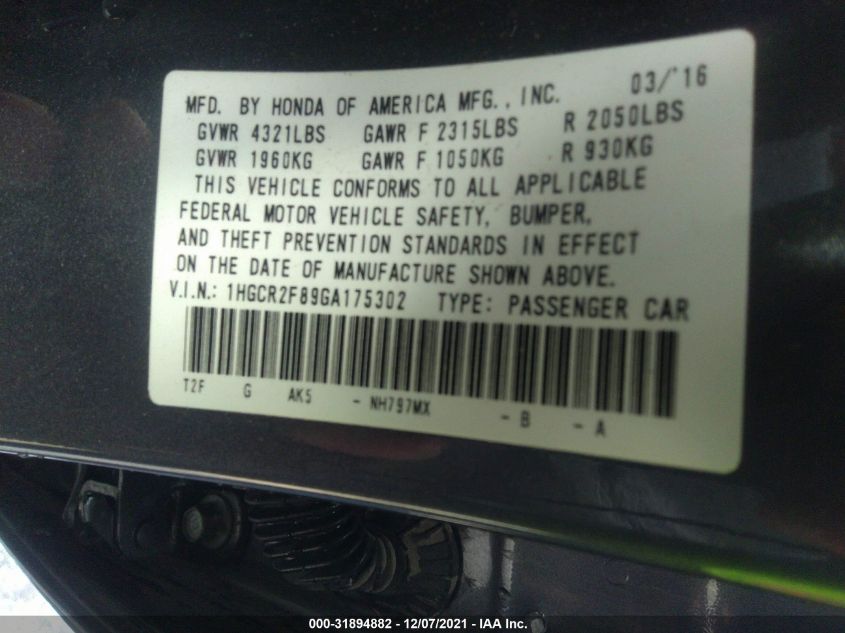 MFD. BY HONDA OF AMERICA MFG., INC. 03/'16
GVWR 4321LBS GAWR F 2315LBS R 2050LBS
GVWR 1960KG GAWR F 1050KG R 930KG
THIS VEHICLE CONFORMS TO ALL APPLICABLE
FEDERAL MOTOR VEHICLE SAFETY, BUMPER,
AND THEFT PREVENTION STANDARDS IN EFFECT
ON THE DATE OF MANUFACTURE SHOWN ABOVE.
V.I.N.: 1HGCR2F89GA175302 TYPE: PASSENGER CAR
T2F G AK5 - NH797MX - B - A
000-31894882 - 12/07/2021 - IAA Inc.